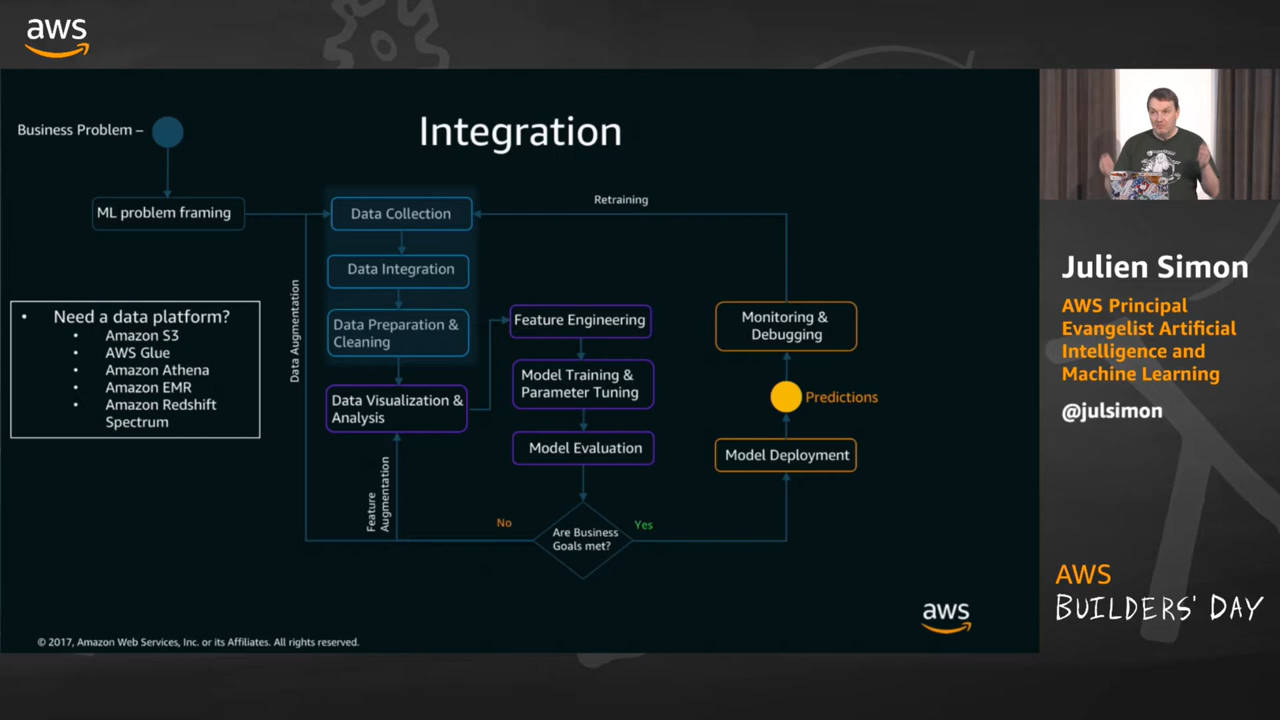 aws
Integration
Business Problem –
ML problem framing
Data Collection
Retraining
Data Integration
Data Augmentation
Data Preparation &
Cleaning
Data Visualization &
Analysis
Feature
Augmentation
• Need a data platform?
• Amazon S3
• AWS Glue
• Amazon Athena
• Amazon EMR
• Amazon Redshift
Spectrum
Feature Engineering
Model Training &
Parameter Tuning
Model Evaluation
Are Business
Goals met?
No
Yes
Monitoring &
Debugging
Predictions
Model Deployment
aws
© 2017, Amazon Web Services, Inc. or its Affiliates. All rights reserved.
Julien Simon
AWS Principal
Evangelist Artificial
Intelligence and
Machine Learning
@julsimon
AWS
BUILDERS' DAY